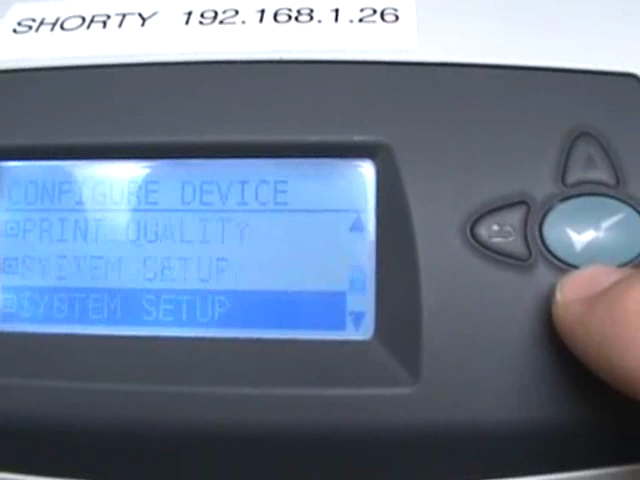 SHORTY 192.168.1.26
CONFIGURE DEVICE
PRINT QUALITY
SYSTEM SETUP
SYSTEM SETUP